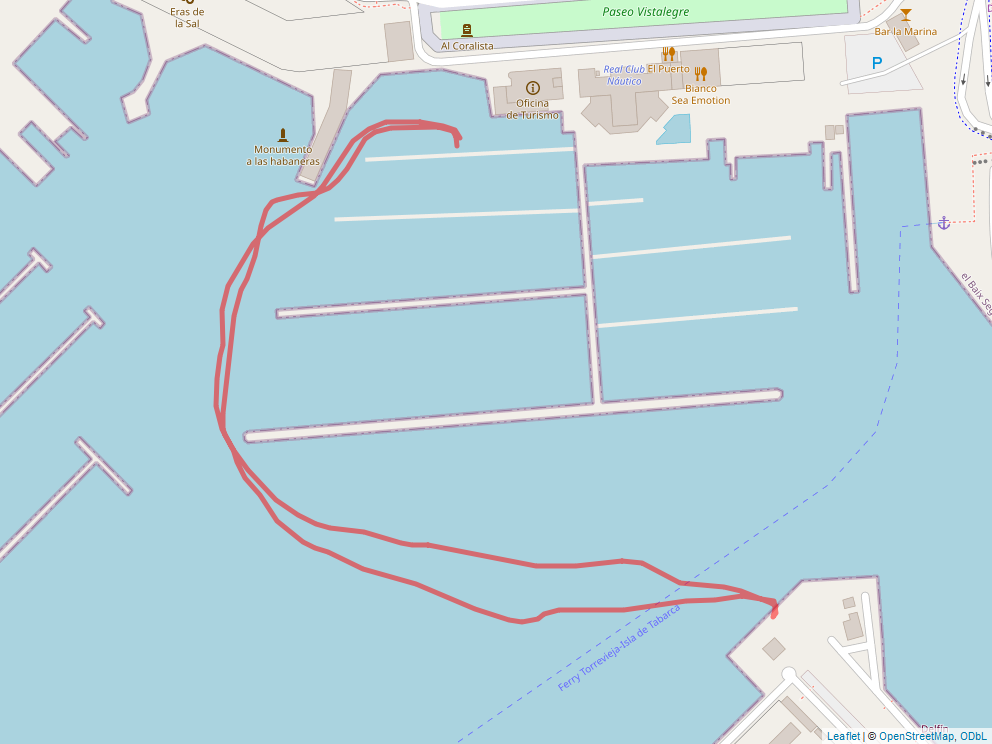 Paseo Vistalegre
Eras de
la Sal
Al Coralista
Bar la Marina
P
Real Club
Náutico
El Puerto
Bianco
Sea Emotion
Oficina
de Turismo
Monumento
a las habaneras
el Baix Seg
Ferry Torrevieja-Isla de Tabarca
Delfín
Leaflet | © OpenStreetMap, ODbL